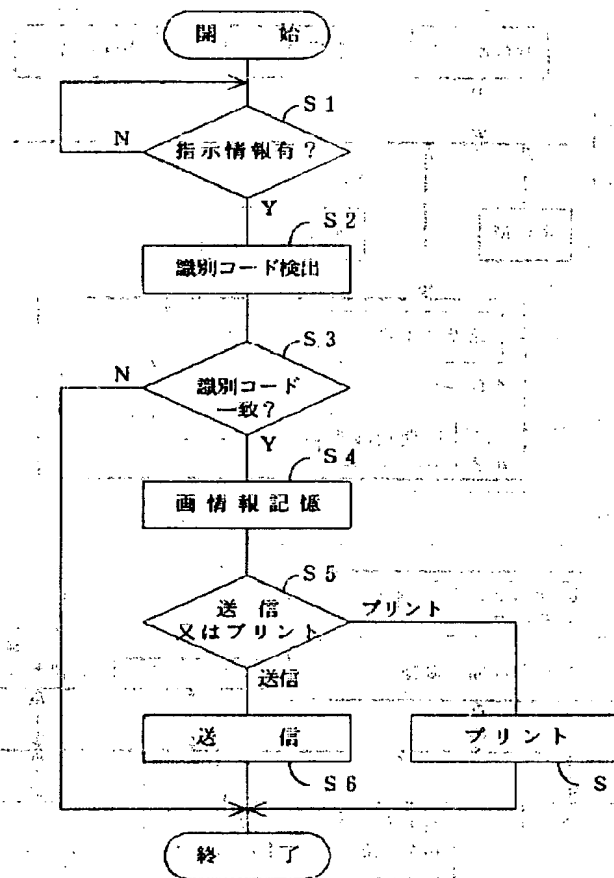 開 始
S1
N
指示情報有?
Y
S2
識別コード検出
S3
N
識別コード
一致?
Y
S4
画情報記憶
S5
送 信
又はプリント
プリント
送信
送 信
プリント
S6
S
終 了